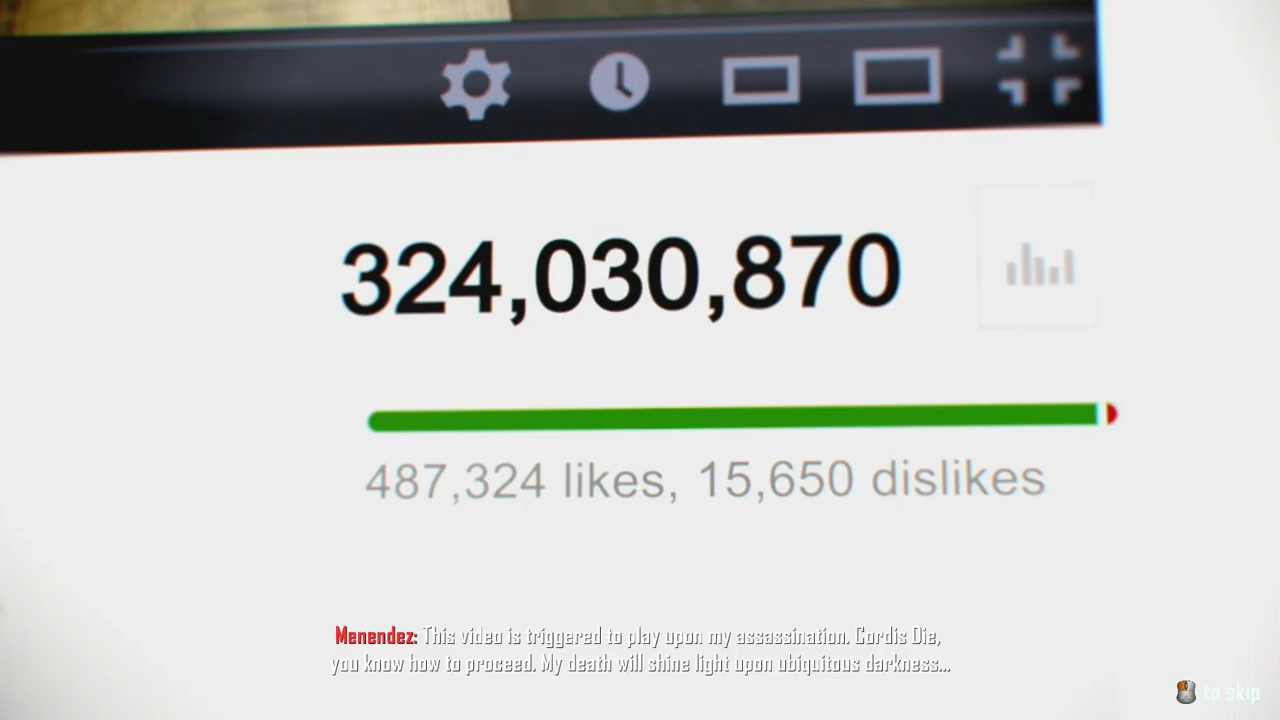 324,030,870
487,324 likes, 15,650 dislikes
Menendez: This video is triggered to play upon my assassination. Cordis Die,
you know how to proceed. My death will shine light upon ubiquitous darkness...
to skip